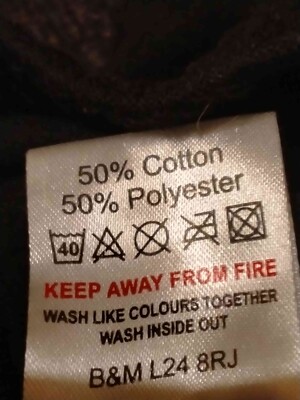 50% Cotton
50% Polyester
40
KEEP AWAY FROM FIRE
WASH LIKE COLOURS TOGETHER
WASH INSIDE OUT
B&M L24 8RJ